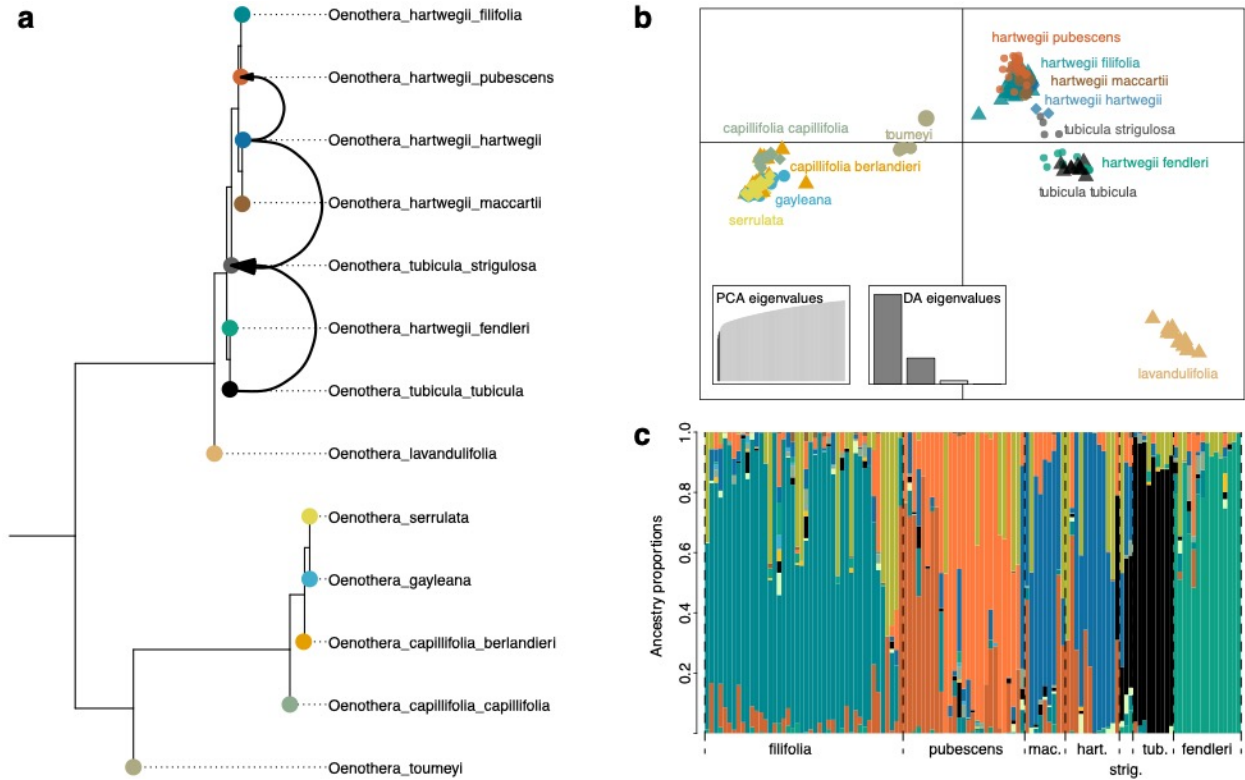 a
Oenothera_hartwegii_filifolia
Oenothera_hartwegii_pubescens
Oenothera_hartwegii_hartwegii
Oenothera_hartwegii_maccartii
Oenothera_tubicula_strigulosa
Oenothera_hartwegii_fendleri
Oenothera_tubicula_tubicula
Oenothera_lavandulifolia
Oenothera_serrulata
Oenothera_gayleana
Oenothera_capillifolia_berlandieri
Oenothera_capillifolia_capillifolia
Oenothera_toumeyi
b
hartwegii pubescens
hartwegii filifolia
hartwegii maccartii
hartwegii hartwegii
capillifolia capillifolia
toumeyi
tubicula strigulosa
capillifolia berlandieri
hartwegii fendleri
gayleana
tubicula tubicula
serrulata
PCA eigenvalues
DA eigenvalues
lavandulifolia
c
Ancestry proportions
1.0
0.8
0.6
0.4
0.2
filifolia
pubescens
mac.
hart.
strig.
tub.
fendleri